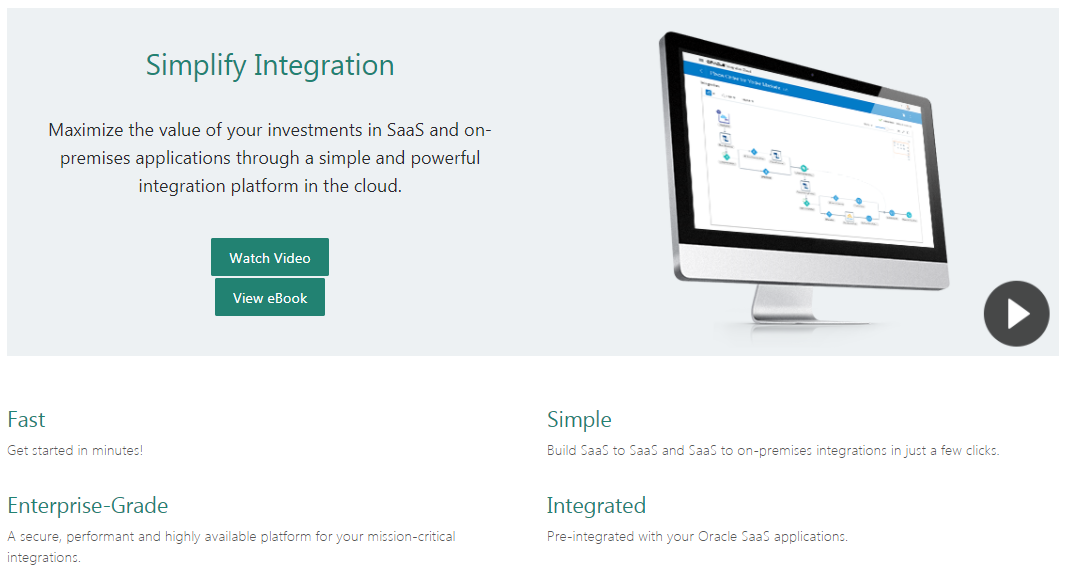 Simplify Integration
Maximize the value of your investments in SaaS and on-
premises applications through a simple and powerful
integration platform in the cloud.
Watch Video
View eBook
ORACLE
Fast
Get started in minutes!
Simple
Build SaaS to SaaS and SaaS to on-premises integrations in just a few clicks.
Enterprise-Grade
A secure, performant and highly available platform for your mission-critical
integrations.
Integrated
Pre-integrated with your Oracle SaaS applications.